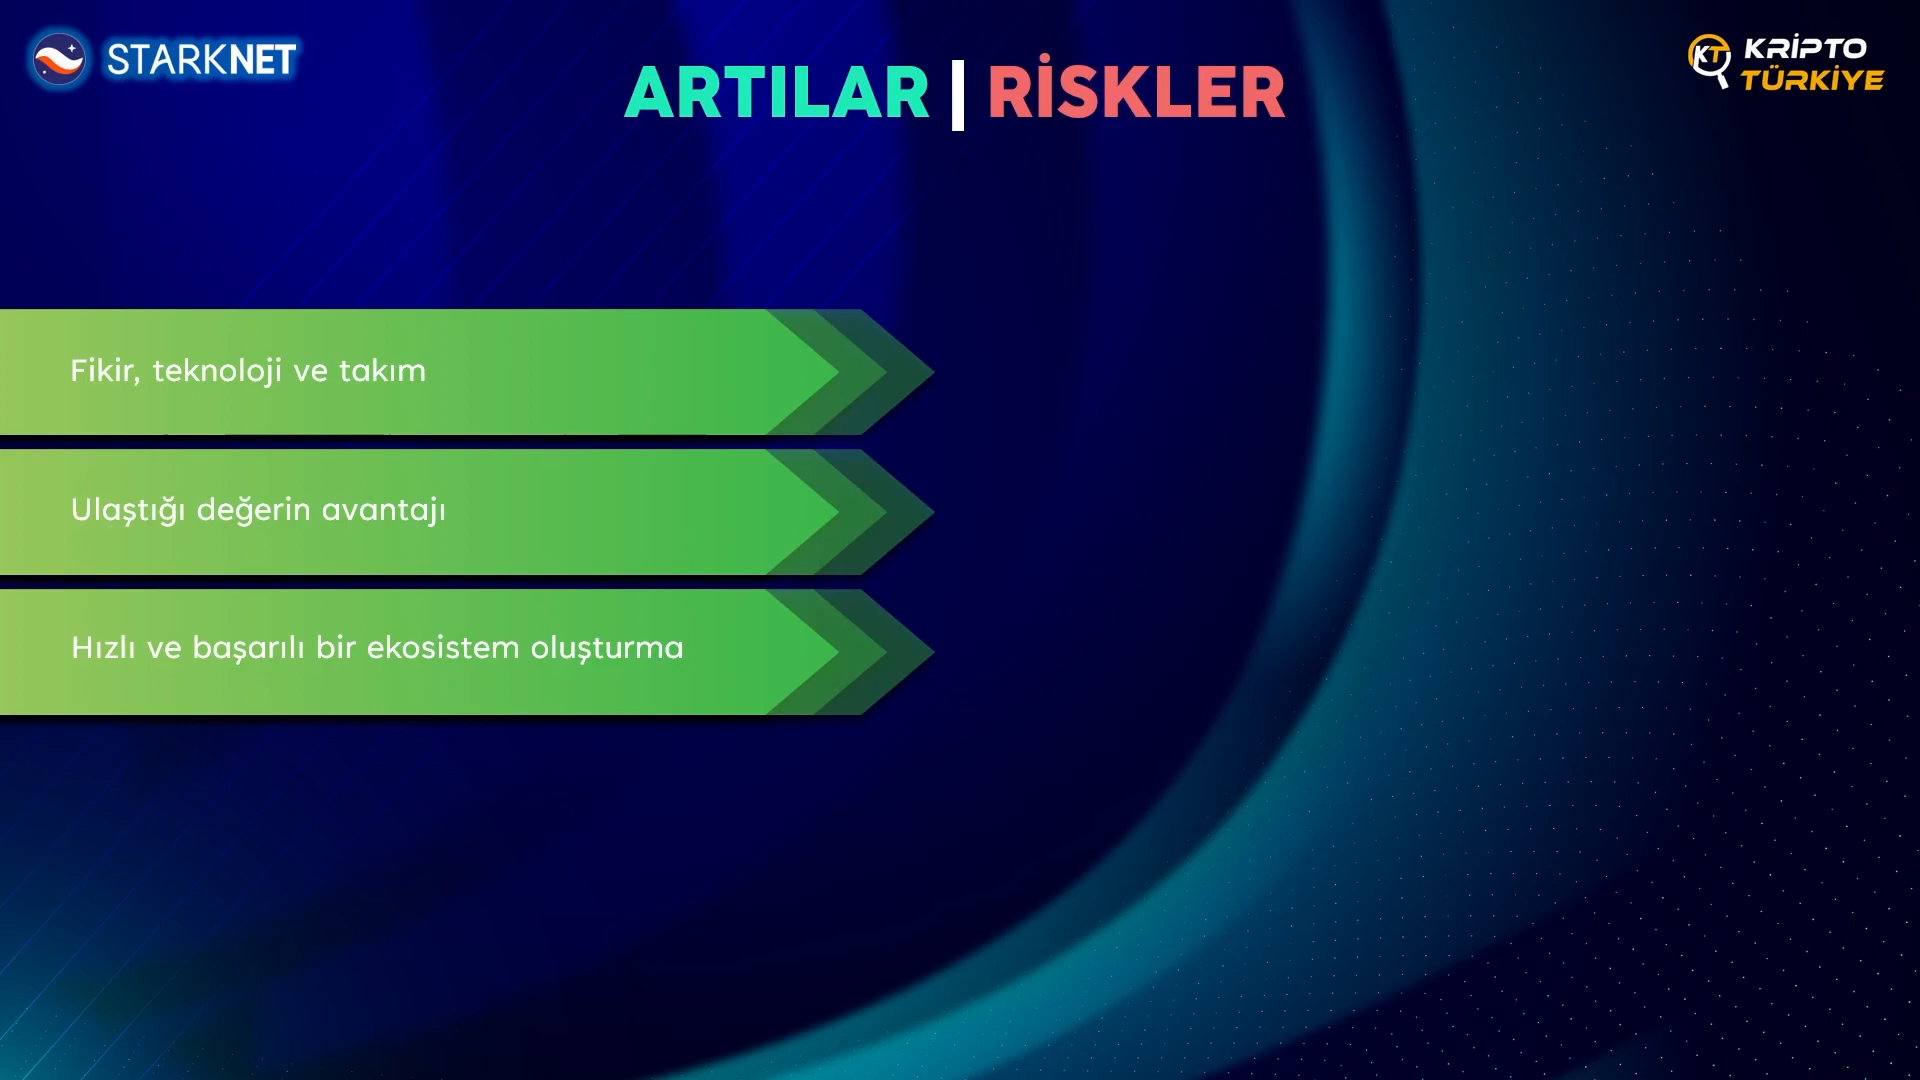 STARKNET
ARTILAR | RİSKLER
KT KRİPTO
TÜRKİYE
Fikir, teknoloji ve takım
Ulaştığı değerin avantajı
Hızlı ve başarılı bir ekosistem oluşturma